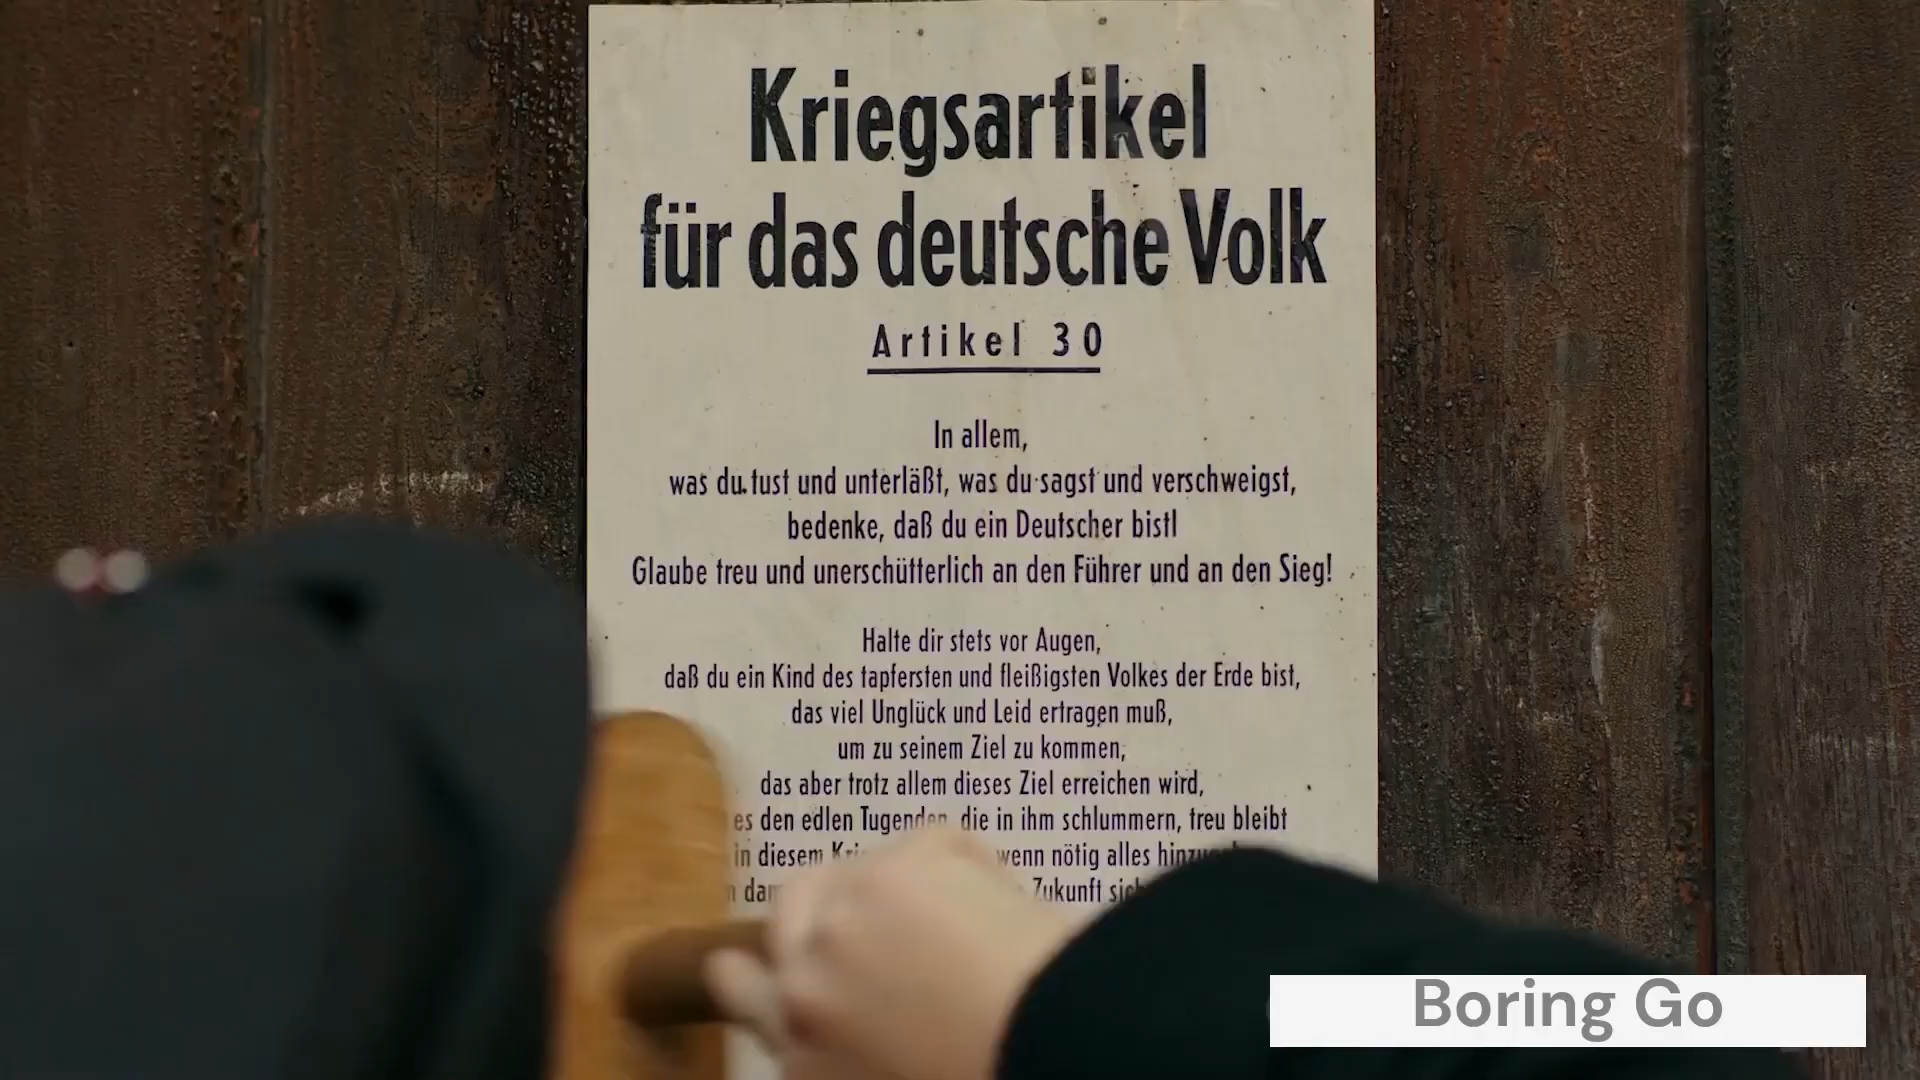 Kriegsartikel
für das deutsche Volk
Artikel 30
In allem,
was du tust und unterläßt, was du sagst und verschweigst,
bedenke, daß du ein Deutscher bist!
Glaube treu und unerschütterlich an den Führer und an den Sieg!
Halte dir stets vor Augen,
daß du ein Kind des tapfersten und fleißigsten Volkes der Erde bist,
das viel Unglück und Leid ertragen muß,
um zu seinem Ziel zu kommen,
das aber trotz allem dieses Ziel erreichen wird,
es den edlen Tugenden, die in ihm schlummern, treu bleibt
in diesem wenn nötig alles
Zukunft
Boring Go